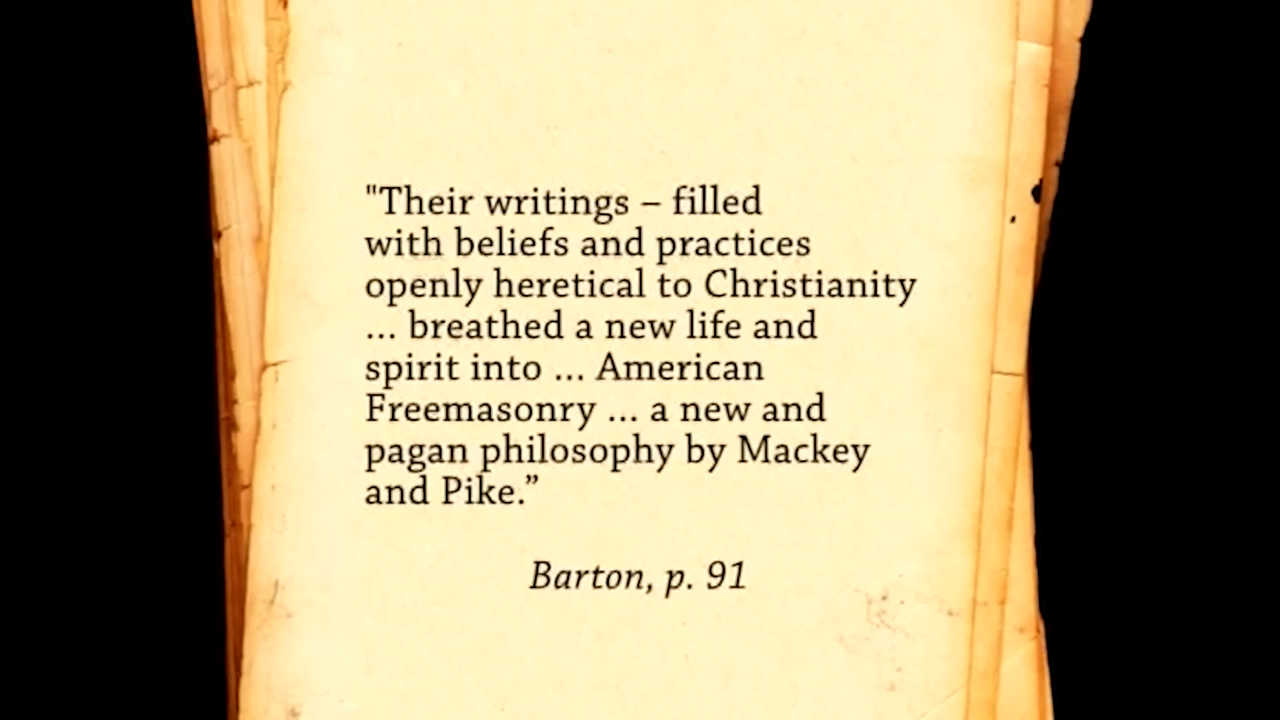 "Their writings – filled
with beliefs and practices
openly heretical to Christianity
... breathed a new life and
spirit into ... American
Freemasonry ... a new and
pagan philosophy by Mackey
and Pike.”
Barton, p. 91